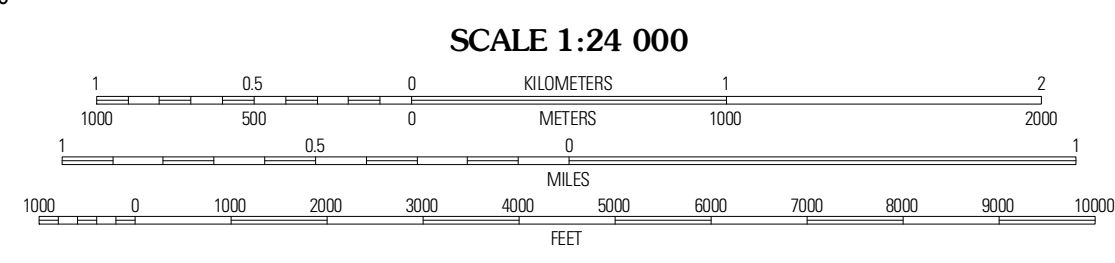 SCALE 1:24 000
1 0.5 0 KILOMETERS 1 2
1000 500 0 METERS 1000 2000
1 0.5 0 1
MILES
1000 0 1000 2000 3000 4000 5000 6000 7000 8000 9000 10000
FEET